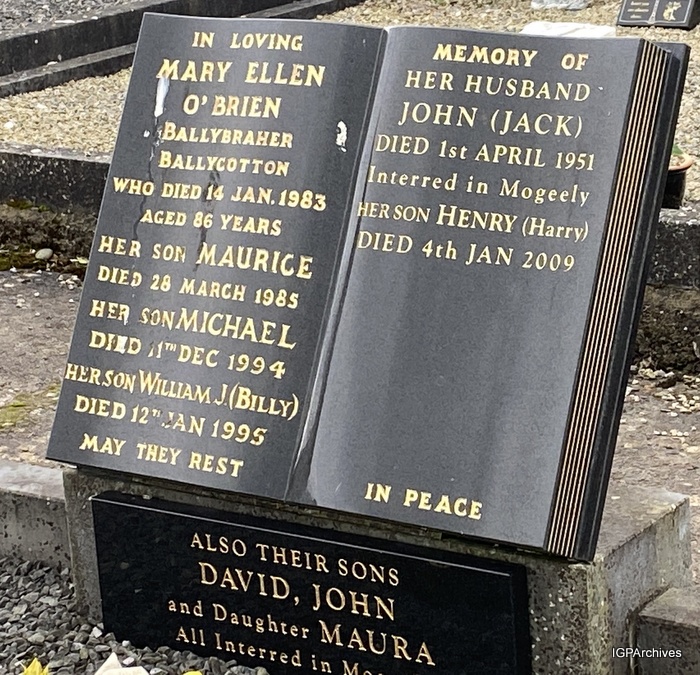 IN LOVING
MARY ELLEN
O'BRIEN
BALLYBRAHER
BALLYCOTTON
WHO DIED 14 JAN. 1983
AGED 86 YEARS
HER SON MAURICE
DIED 28 MARCH 1985
HER SON MICHAEL
DIED 11TH DEC 1994
HER SON WILLIAM J. (BILLY)
DIED 12TH JAN 1995
MAY THEY REST
MEMORY OF
HER HUSBAND
JOHN (JACK)
DIED 1st APRIL 1951
Interred in Mogeely
HER SON HENRY (Harry)
DIED 4th JAN 2009
IN PEACE
ALSO THEIR SONS
DAVID, JOHN
and Daughter MAURA
All Interred in
IGPArchives